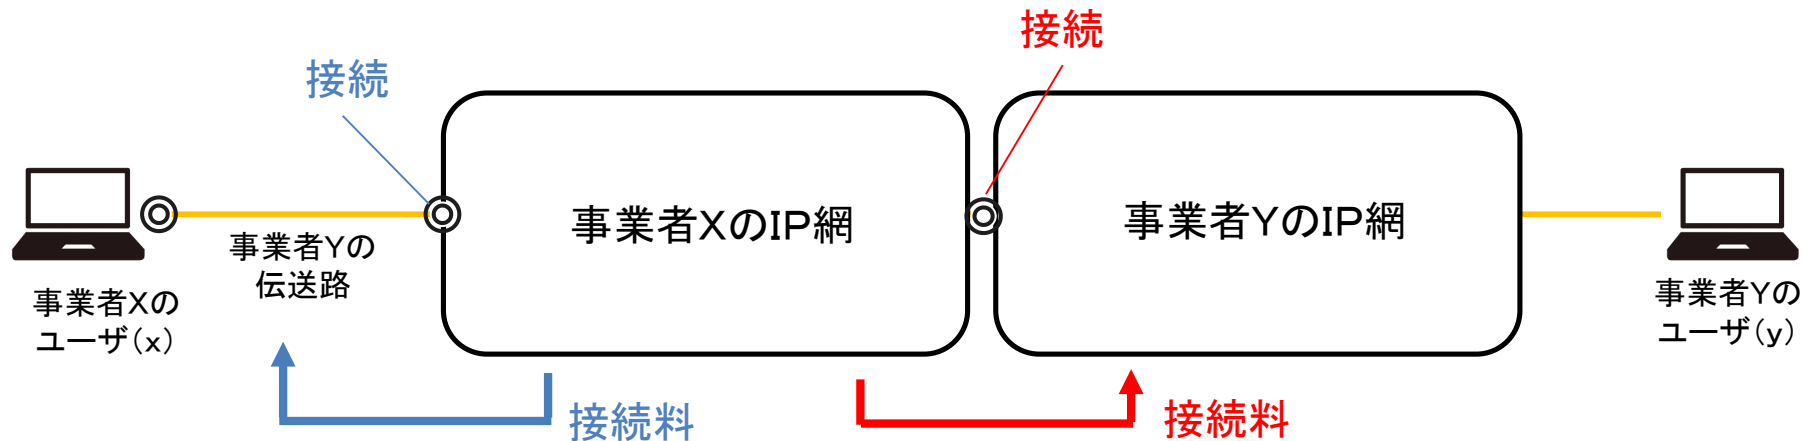 接続
接続
事業者XのIP網
事業者YのIP網
事業者Yの
伝送路
事業者Xの
ユーザ（x）
事業者Yの
ユーザ（y）
接続料
接続料